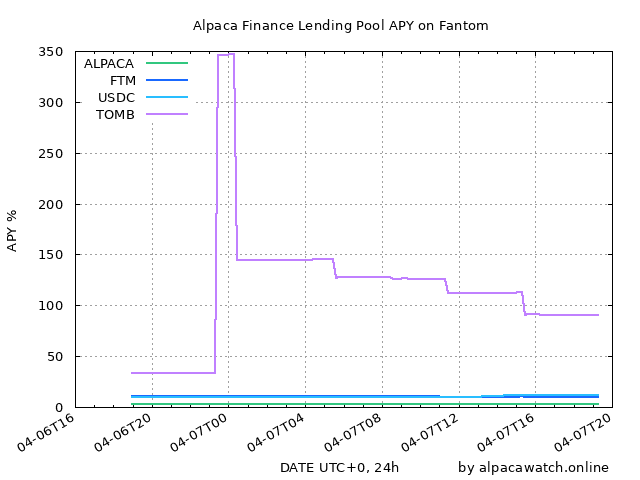 Alpaca Finance Lending Pool APY on Fantom
350
300
250
200
150
100
50
0
APY %
ALPACA
FTM
USDC
TOMB
04-06T16
04-06T20
04-07T00
04-07T04
04-07T08
04-07T12
04-07T16
04-07T20
DATE UTC+0, 24h
by alpacawatch.online